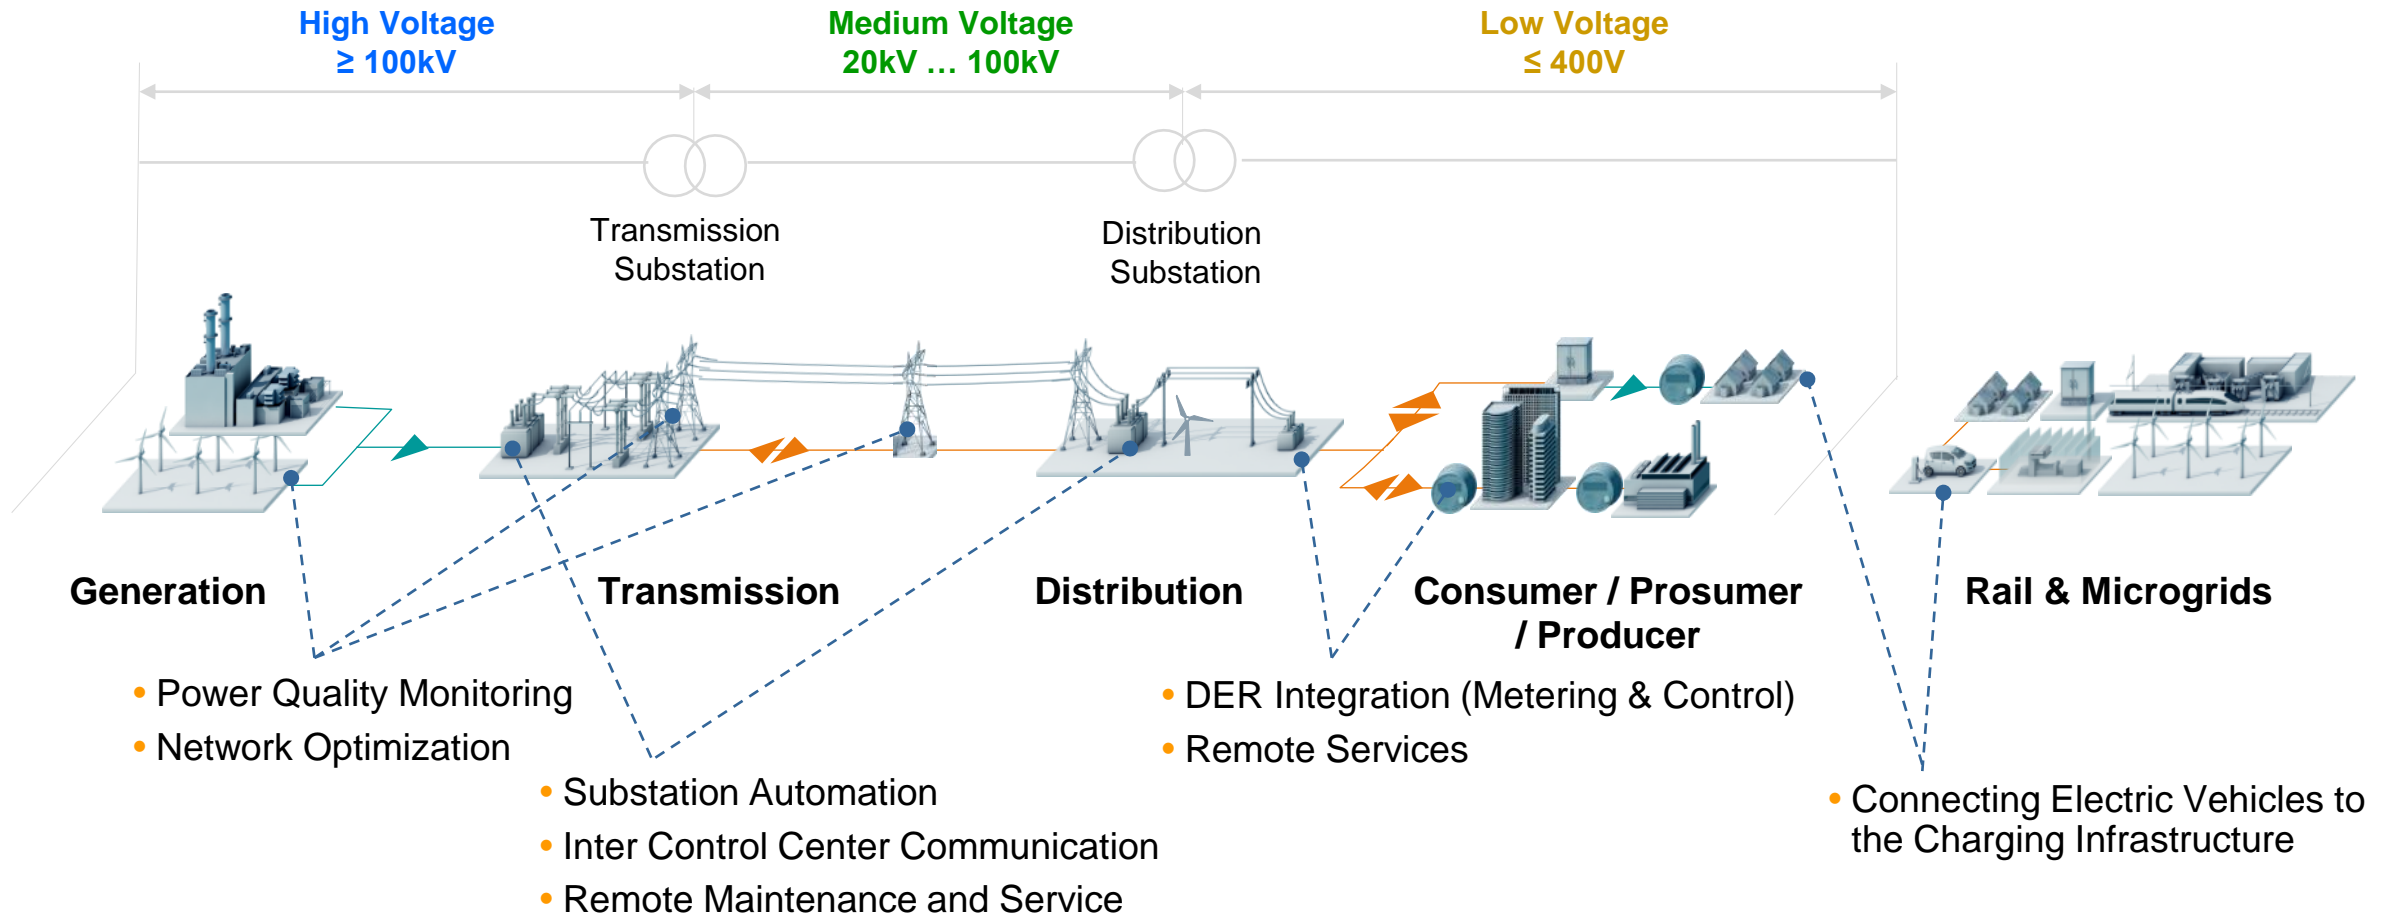 High Voltage
≥ 100kV
Medium Voltage
20kV … 100kV
Low Voltage
≤ 400V
Transmission
Substation
Distribution
Substation
Generation
Transmission
Distribution
Consumer / Prosumer
/ Producer
Rail & Microgrids
• Power Quality Monitoring
• Network Optimization
• Substation Automation
• Inter Control Center Communication
• Remote Maintenance and Service
• DER Integration (Metering & Control)
• Remote Services
• Connecting Electric Vehicles to
the Charging Infrastructure